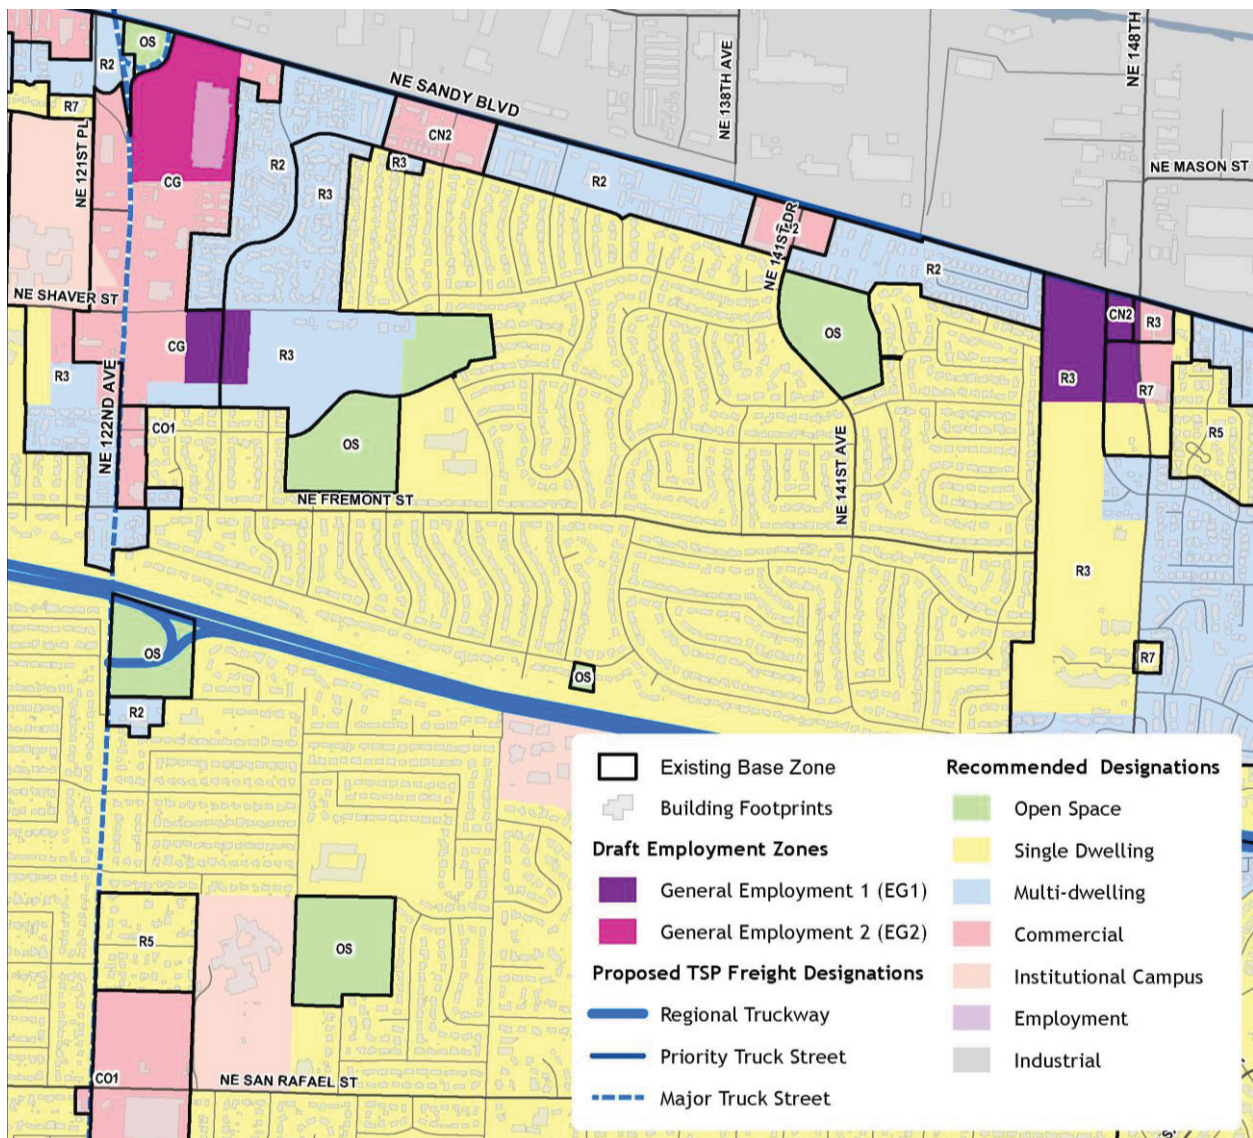 OS
R2
R7
NE 121ST PL
CG
R2
R3
NE SANDY BLVD
CN2
R3
R2
NE 138TH AVE
NE 148TH
NE MASON ST
NE 141ST DR
2
R2
OS
NE SHAVER ST
CG
R3
R3
NE 122ND AVE
CO1
OS
NE FREMONT ST
NE 141ST AVE
CN2
R3
R3
R7
R5
R3
R7
OS
R2
OS
R5
OS
CO1
NE SAN RAFAEL ST
Existing Base Zone
Building Footprints
Draft Employment Zones
General Employment 1 (EG1)
General Employment 2 (EG2)
Proposed TSP Freight Designations
Regional Truckway
Priority Truck Street
Major Truck Street
Recommended Designations
Open Space
Single Dwelling
Multi-dwelling
Commercial
Institutional Campus
Employment
Industrial